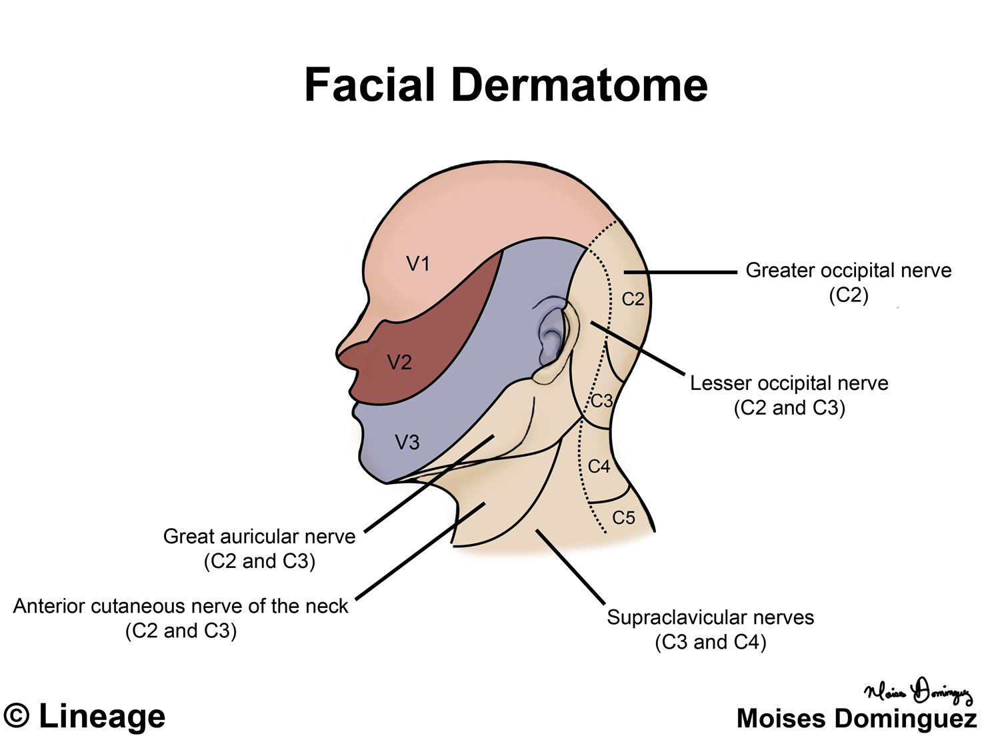 Facial Dermatome
V1
V2
V3
C2
C3
C4
C5
Greater occipital nerve
(C2)
Lesser occipital nerve
(C2 and C3)
Great auricular nerve
(C2 and C3)
Anterior cutaneous nerve of the neck
(C2 and C3)
Supraclavicular nerves
(C3 and C4)
Moises Dominguez
© Lineage
Moises Dominguez